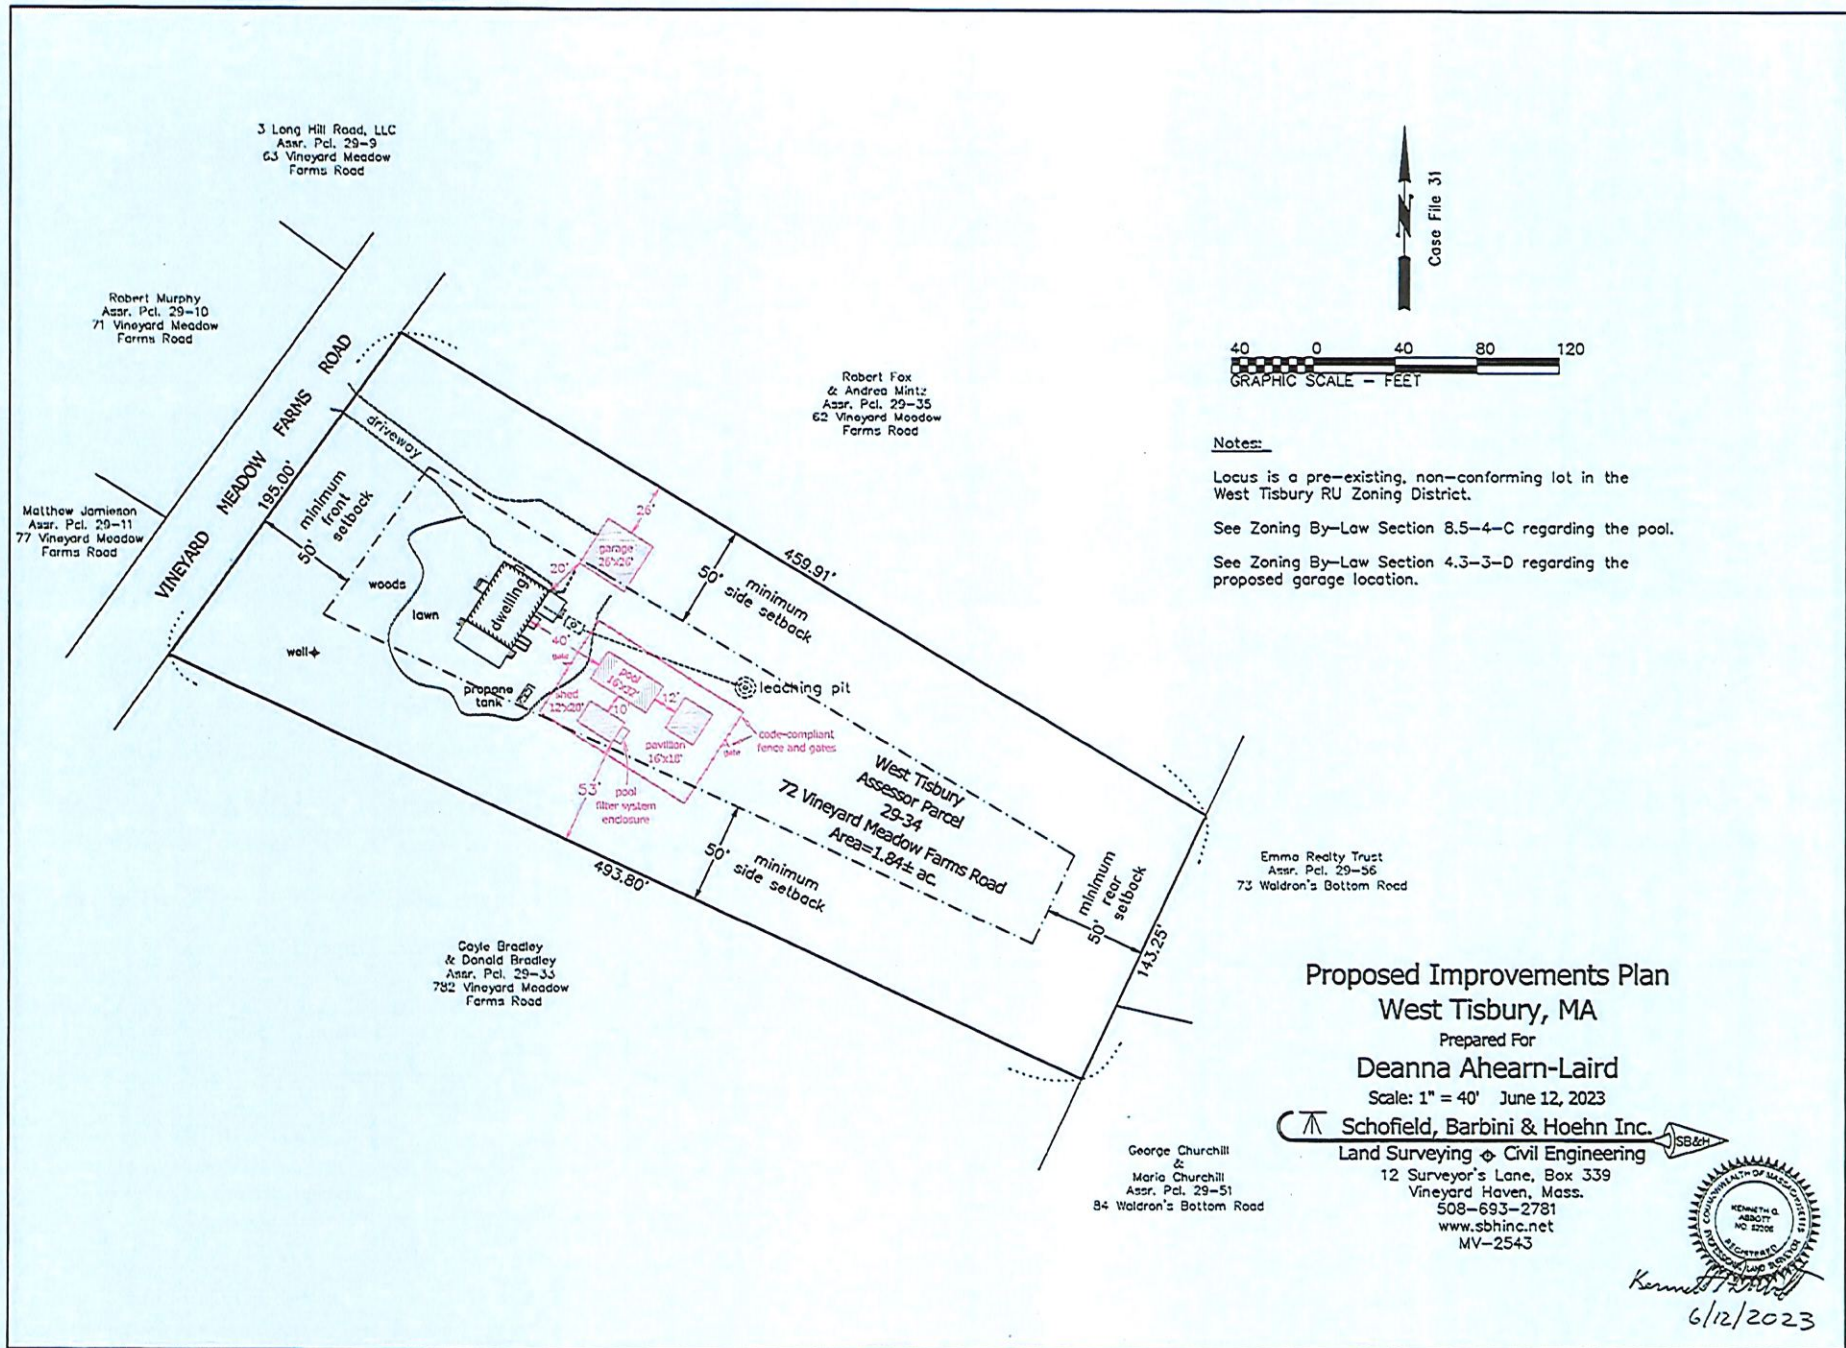 3 Long Hill Road, LLC
Assr. Pcl. 29-9
63 Vineyard Meadow
Farms Road
Robert Murphy
Assr. Pcl. 29-10
71 Vineyard Meadow
Farms Road
Matthew Jamieson
Assr. Pcl. 29-11
77 Vineyard Meadow
Farms Road
VINEYARD MEADOW FARMS ROAD
195.00'
Robert Fox
& Andrea Mintz
Assr. Pcl. 29-35
62 Vineyard Meadow
Farms Road
Case File 31
40 0 40 80 120
GRAPHIC SCALE - FEET
Notes:
Locus is a pre-existing, non-conforming lot in the
West Tisbury RU Zoning District.
See Zoning By-Law Section 8.5-4-C regarding the pool.
See Zoning By-Law Section 4.3-3-D regarding the
proposed garage location.
driveway
minimum
front
setback
50'
woods
lawn
well
propane
tank
dwelling
garage
26'x26'
26'
20'
40'
gate
pool
16'x32'
12'
10'
shed
12'x20'
pavilion
16'x18'
gate
code-compliant
fence and gates
53'
pool
filter system
enclosure
leaching pit
459.91'
50'
minimum
side setback
West Tisbury
Assessor Parcel
29-34
72 Vineyard Meadow Farms Road
Area=1.84± ac.
50'
minimum
side setback
493.80'
minimum
rear
setback
50'
143.25'
Gayle Bradley
& Donald Bradley
Assr. Pcl. 29-33
782 Vineyard Meadow
Farms Road
Emma Realty Trust
Assr. Pcl. 29-56
73 Waldron's Bottom Road
George Churchill
&
Maria Churchill
Assr. Pcl. 29-51
84 Waldron's Bottom Road
Proposed Improvements Plan
West Tisbury, MA
Prepared For
Deanna Ahearn-Laird
Scale: 1" = 40' June 12, 2023
Schofield, Barbini & Hoehn Inc.
SB&H
Land Surveying Civil Engineering
12 Surveyor's Lane, Box 339
Vineyard Haven, Mass.
508-693-2781
www.sbhinc.net
MV-2543
COMMONWEALTH OF MASSACHUSETTS
KENNETH G.
ABBOTT
REGISTERED
PROFESSIONAL LAND SURVEYOR
6/12/2023